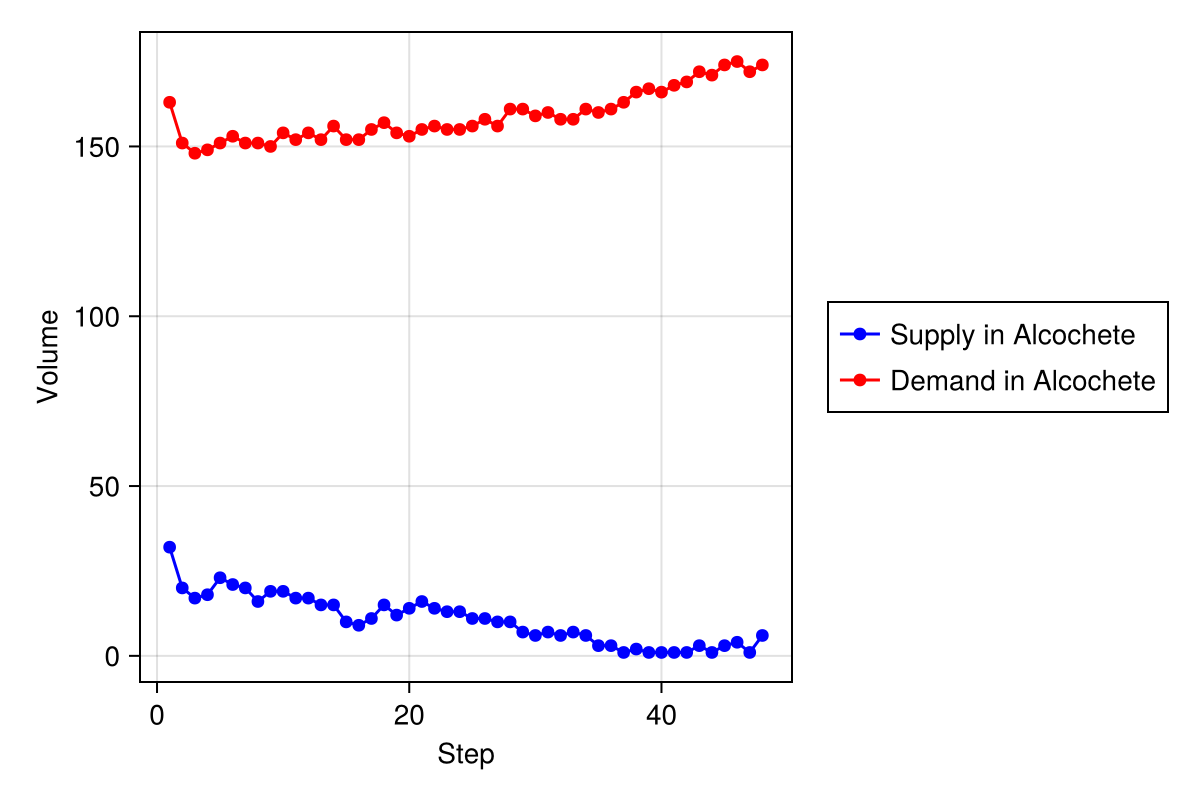 150
100
50
0
Volume
0 20 40
Step
Supply in Alcochete
Demand in Alcochete